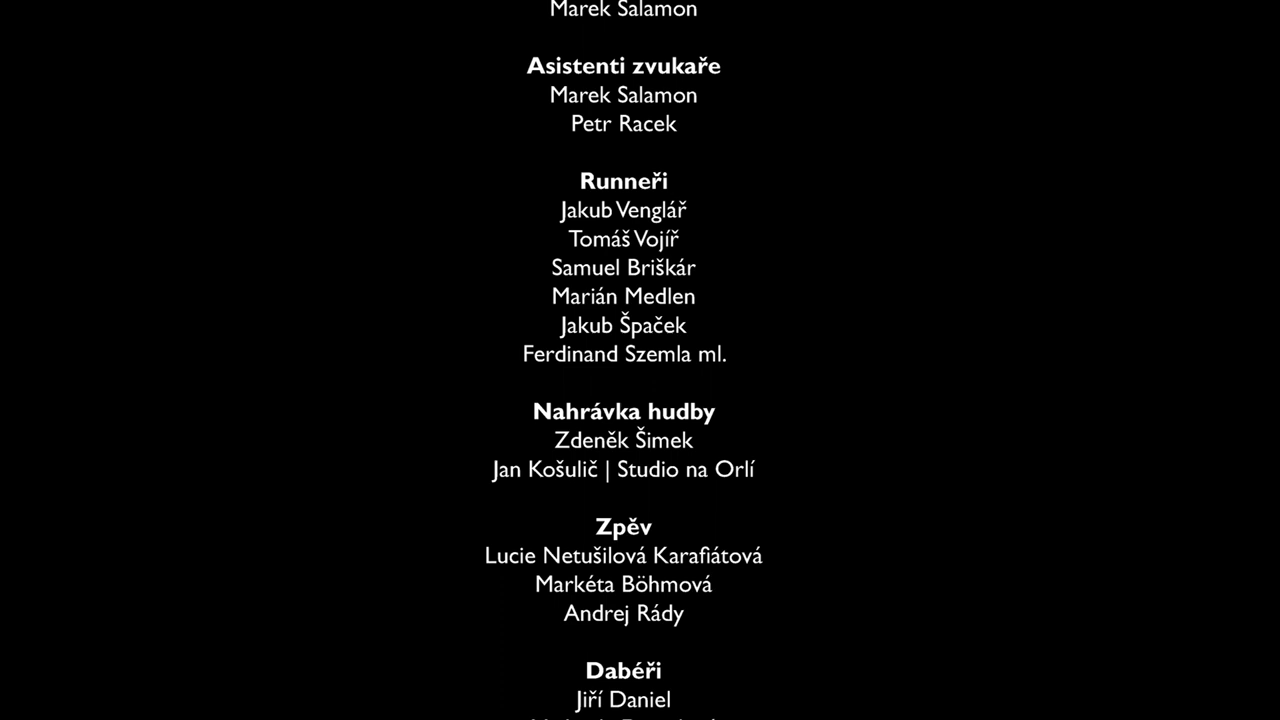 Marek Salamon
Asistenti zvukaře
Marek Salamon
Petr Racek
Runneři
Jakub Venglář
Tomáš Vojíř
Samuel Briškár
Marián Medlen
Jakub Špaček
Ferdinand Szemla ml.
Nahrávka hudby
Zdeněk Šimek
Jan Košulič | Studio na Orlí
Zpěv
Lucie Netušilová Karafiátová
Markéta Böhmová
Andrej Rády
Dabéři
Jiří Daniel